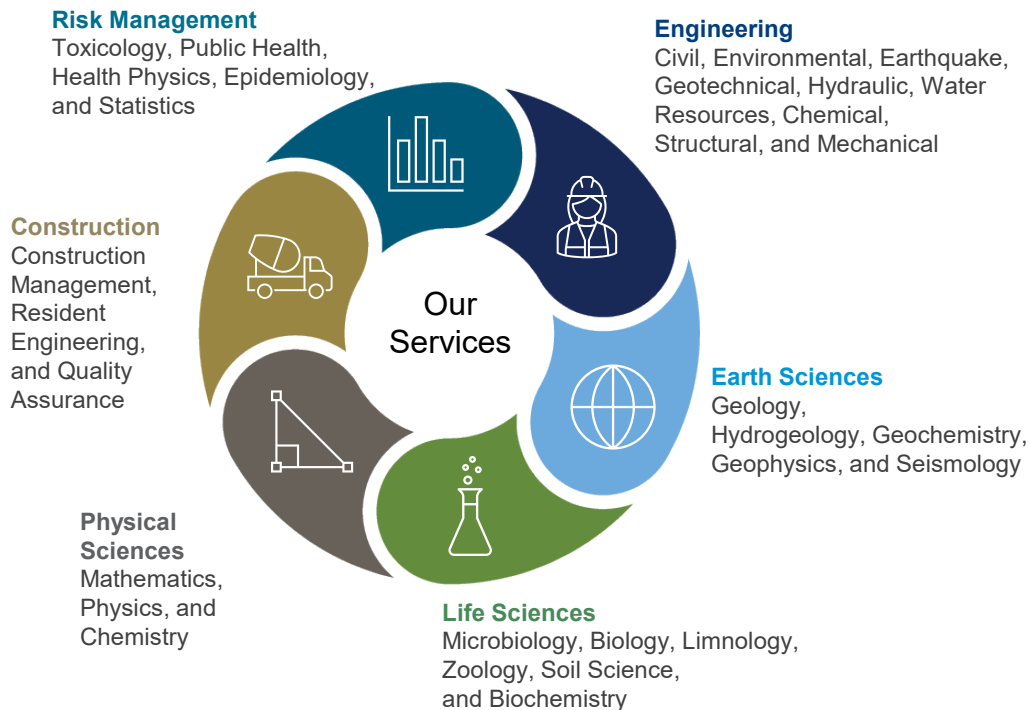 Risk Management
Toxicology, Public Health,
Health Physics, Epidemiology,
and Statistics
Engineering
Civil, Environmental, Earthquake,
Geotechnical, Hydraulic, Water
Resources, Chemical,
Structural, and Mechanical
Construction
Construction
Management,
Resident
Engineering,
and Quality
Assurance
Our
Services
Earth Sciences
Geology,
Hydrogeology, Geochemistry,
Geophysics, and Seismology
Physical
Sciences
Mathematics,
Physics, and
Chemistry
Life Sciences
Microbiology, Biology, Limnology,
Zoology, Soil Science,
and Biochemistry